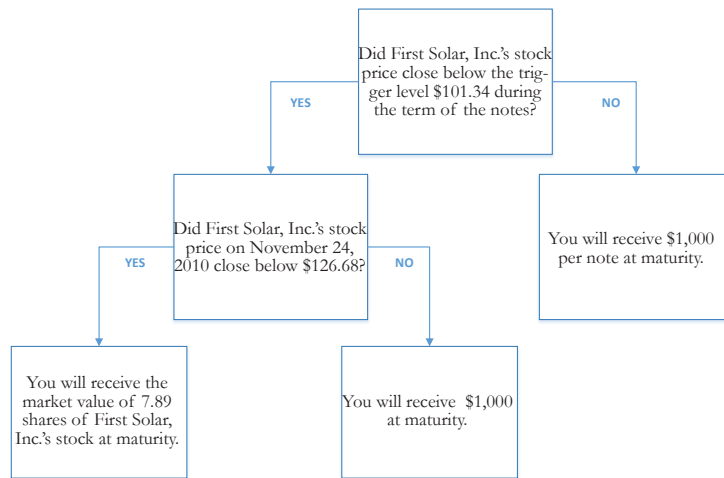 Did First Solar, Inc.'s stock
price close below the trig-
ger level $101.34 during
the term of the notes?
YES
NO
Did First Solar, Inc.'s stock
price on November 24,
2010 close below $126.68?
You will receive $1,000
per note at maturity.
YES
NO
You will receive the
market value of 7.89
shares of First Solar,
Inc.'s stock at maturity.
You will receive $1,000
at maturity.